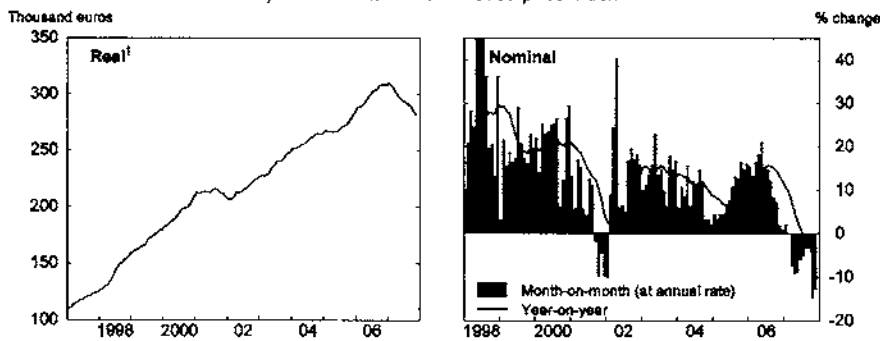 Thousand euros
% change
350
Real†
300
250
200
150
100
1998 2000 02 04 06
Nominal
40
30
20
10
0
-10
-20
Month-on-month (at annual rate)
Year-on-year
1998 2000 02 04 06